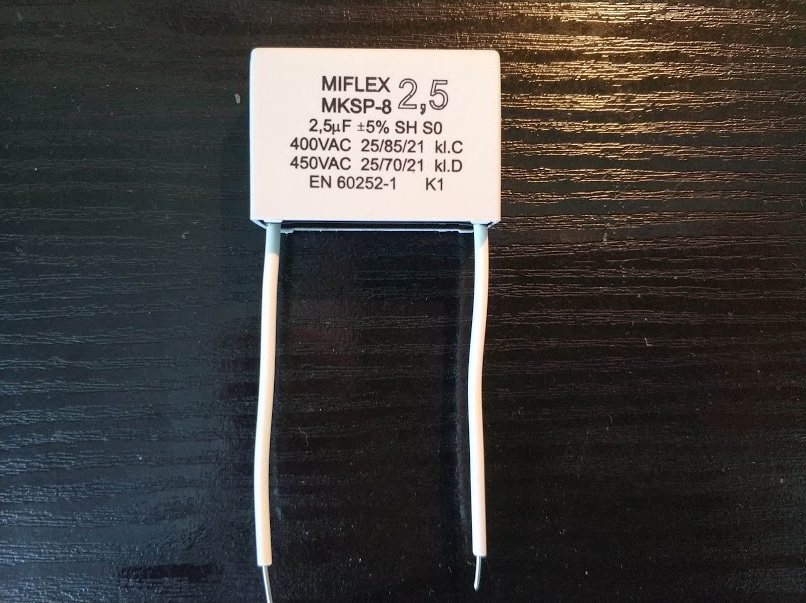 MIFLEX 2,5
MKSP-8
2,5µF ±5% SH S0
400VAC 25/85/21 kl.C
450VAC 25/70/21 kl.D
EN 60252-1 K1